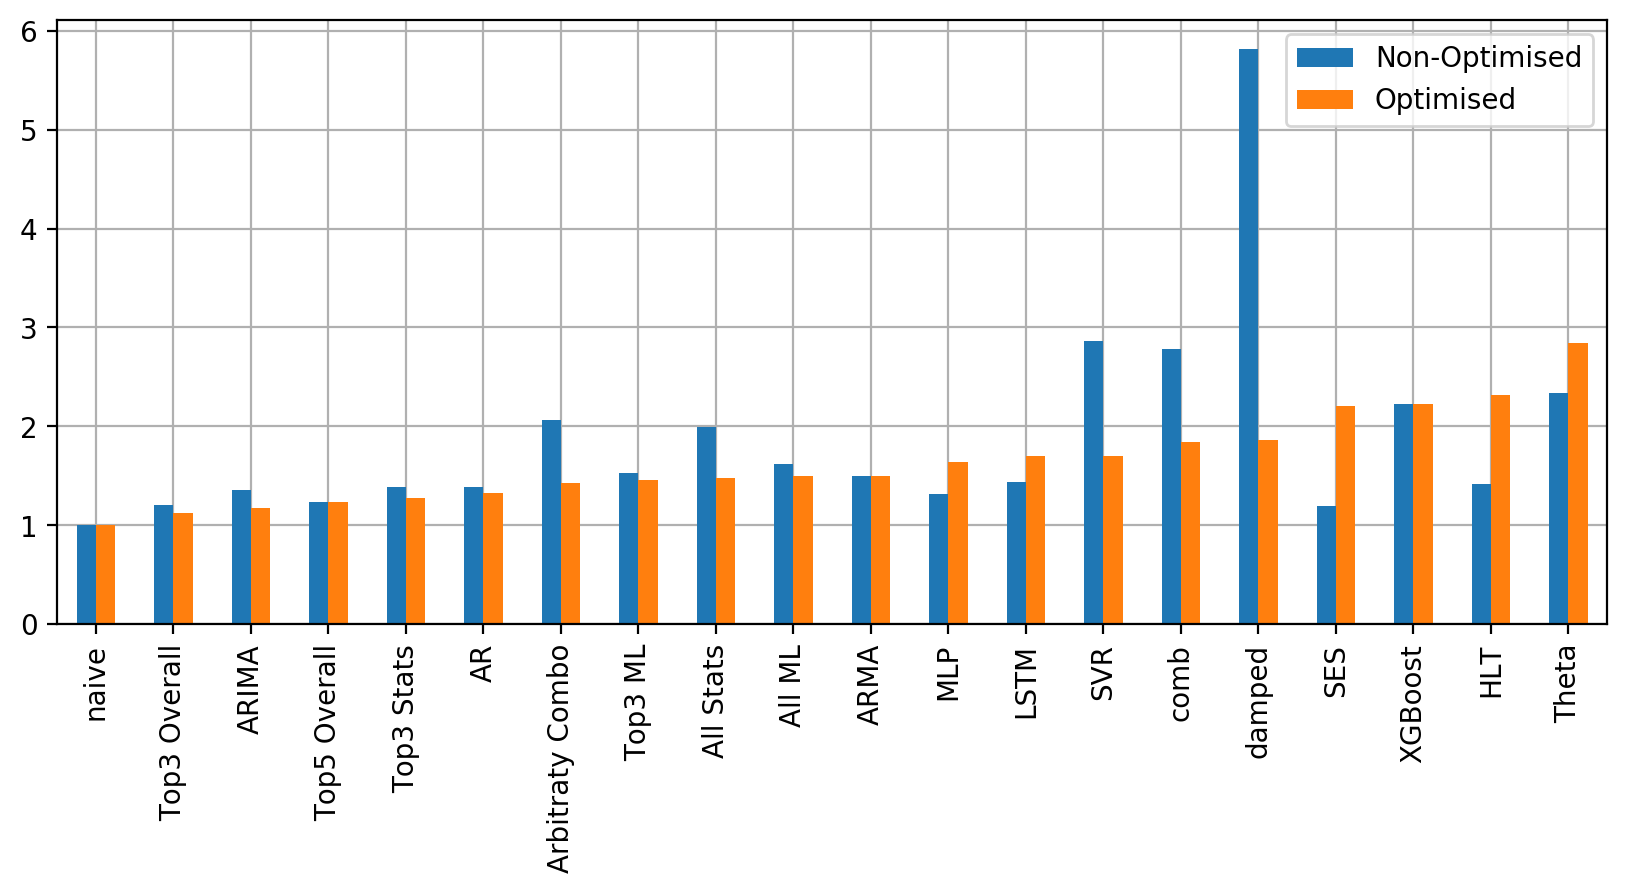 6
5
4
3
2
1
0
Non-Optimised
Optimised
naive
Top3 Overall
ARIMA
Top5 Overall
Top3 Stats
AR
Arbitraty Combo
Top3 ML
All Stats
All ML
ARMA
MLP
LSTM
SVR
comb
damped
SES
XGBoost
HLT
Theta